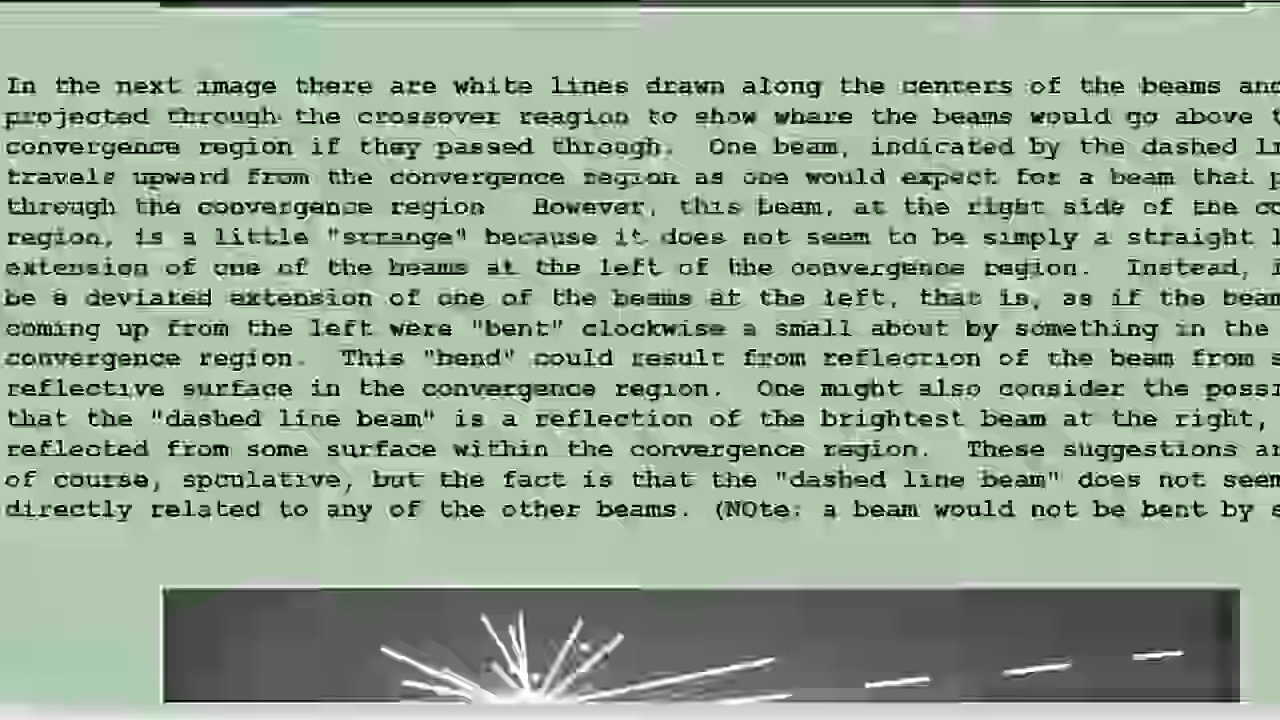 In the next image there are white lines drawn along the centers of the beams and
projected through the crossover reagion to show where the beams would go above
convergence region if they passed through. One beam, indicated by the dashed
travels upward from the convergence region as one would expect for a beam that
through the convergence region However, this beam, at the right side of the
region, is a little "strange" because it does not seem to be simply a straight
extension of one of the beams at the left of the convergence region. Instead,
be a deviated extension of one of the beams at the left, that is, as if the beam
coming up from the left were "bent" clockwise a small about by something in the
convergence region. This "bend" could result from reflection of the beam from
reflective surface in the convergence region. One might also consider the
that the "dashed line beam" is a reflection of the brightest beam at the right,
reflected from some surface within the convergence region. These suggestions
of course, spculative, but the fact is that the "dashed line beam" does not seem
directly related to any of the other beams. (NOte: a beam would not be bent by